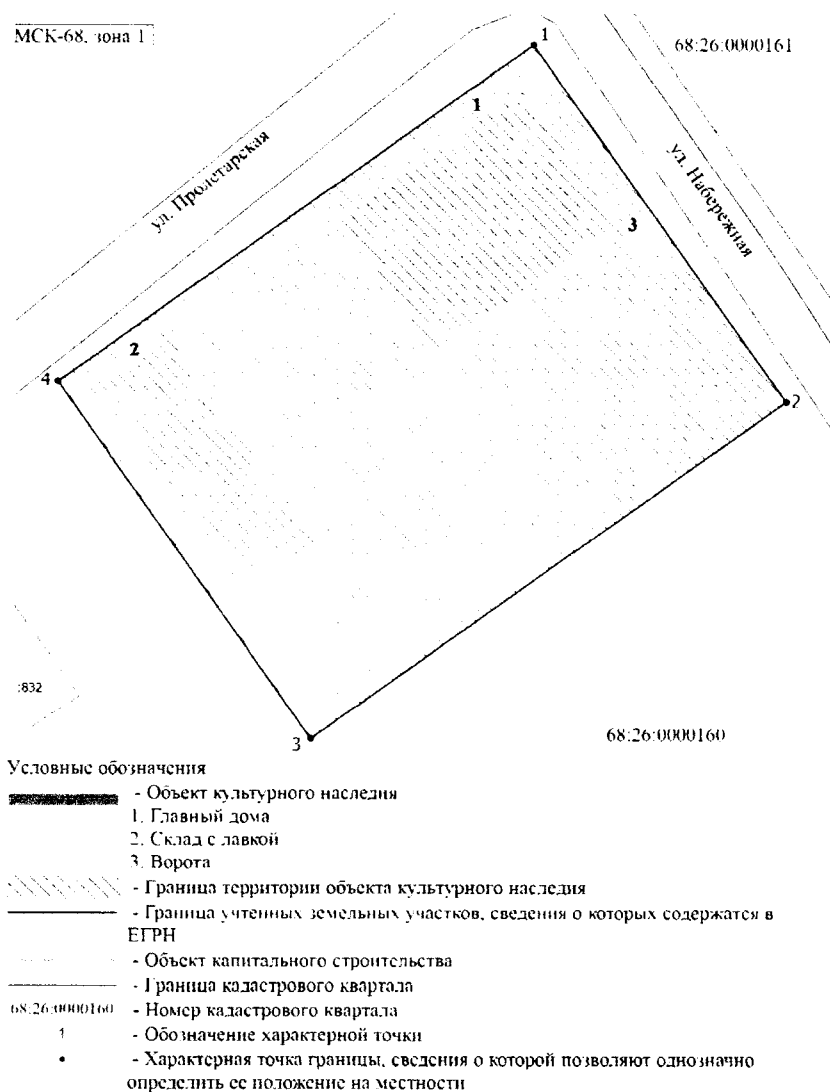 МСК-68, зона 1
1
68:26:0000161
1
ул. Пролетарская
ул. Набережная
3
2
4
2
:832
3
68:26:0000160
Условные обозначения
- Объект культурного наследия
1. Главный дома
2. Склад с лавкой
3. Ворота
- Граница территории объекта культурного наследия
- Граница учтенных земельных участков, сведения о которых содержатся в
ЕГРН
- Объект капитального строительства
- Граница кадастрового квартала
68:26:0000160 - Номер кадастрового квартала
1 - Обозначение характерной точки
- Характерная точка границы, сведения о которой позволяют однозначно
определить ее положение на местности